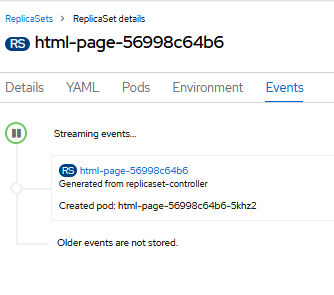 ReplicaSets > ReplicaSet details
RS html-page-56998c64b6
Details YAML Pods Environment Events
Streaming events...
RS html-page-56998c64b6
Generated from replicaset-controller
Created pod: html-page-56998c64b6-5khz2
Older events are not stored.